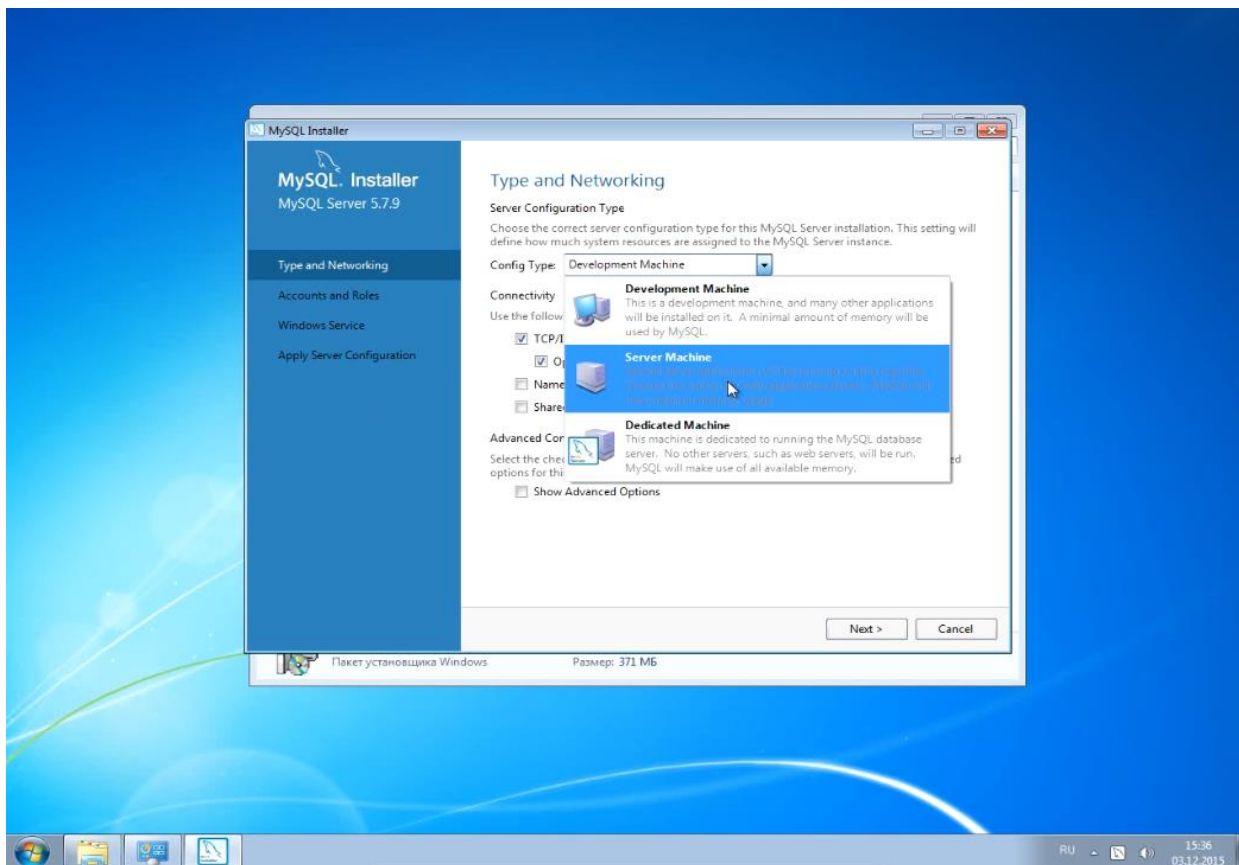 MySQL Installer
MySQL. Installer
MySQL Server 5.7.9
Type and Networking
Accounts and Roles
Windows Service
Apply Server Configuration
Type and Networking
Server Configuration Type
Choose the correct server configuration type for this MySQL Server installation. This setting will
define how much system resources are assigned to the MySQL Server instance.
Config Type: Development Machine
Connectivity
Use the follow
TCP/I
Op
Name
Share
Advanced Con
Select the chec
options for thi
ed
Show Advanced Options
Development Machine
This is a development machine, and many other applications
will be installed on it. A minimal amount of memory will be
used by MySQL.
Server Machine
Dedicated Machine
This machine is dedicated to running the MySQL database
server. No other servers, such as web servers, will be run.
MySQL will make use of all available memory.
Next >
Cancel
Пакет установщика Windows
Размер: 371 МБ
RU
15:36
03.12.2015